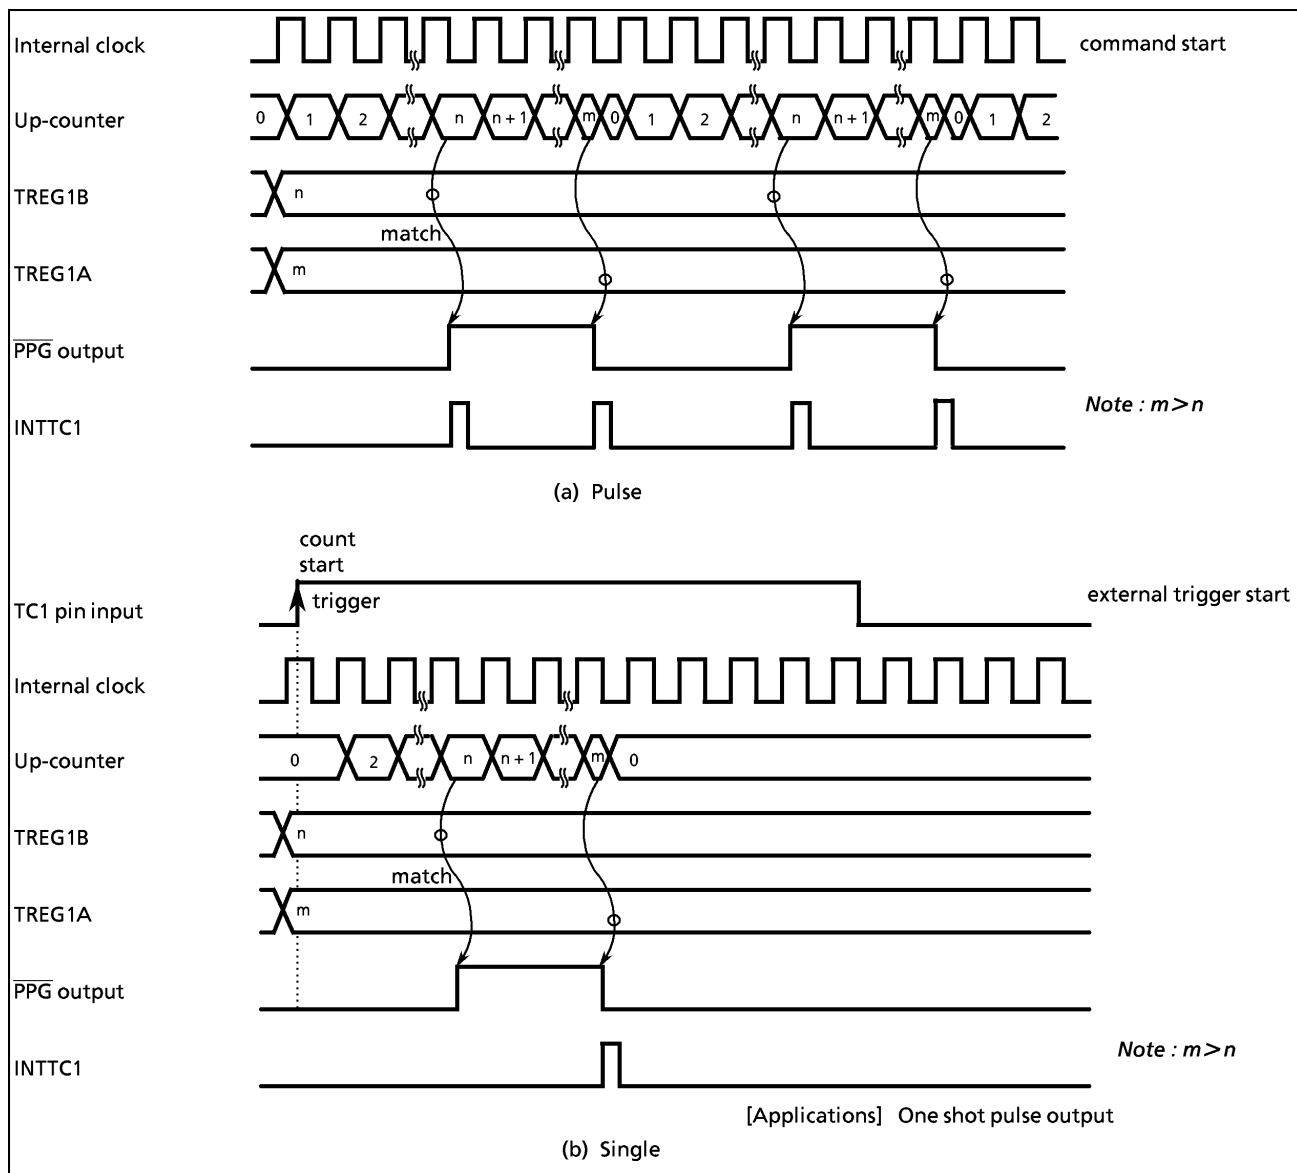 Internal clock
command start
Up-counter
0 1 2 n n + 1 m 0 1 2 n n + 1 m 0 1 2
TREG1B
n
match
TREG1A
m
PPG output
INTTC1
Note : m>n
(a) Pulse
count
start
trigger
TC1 pin input
external trigger start
Internal clock
Up-counter
0 2 n n + 1 m 0
TREG1B
n
match
TREG1A
m
PPG output
INTTC1
Note : m>n
[Applications] One shot pulse output
(b) Single